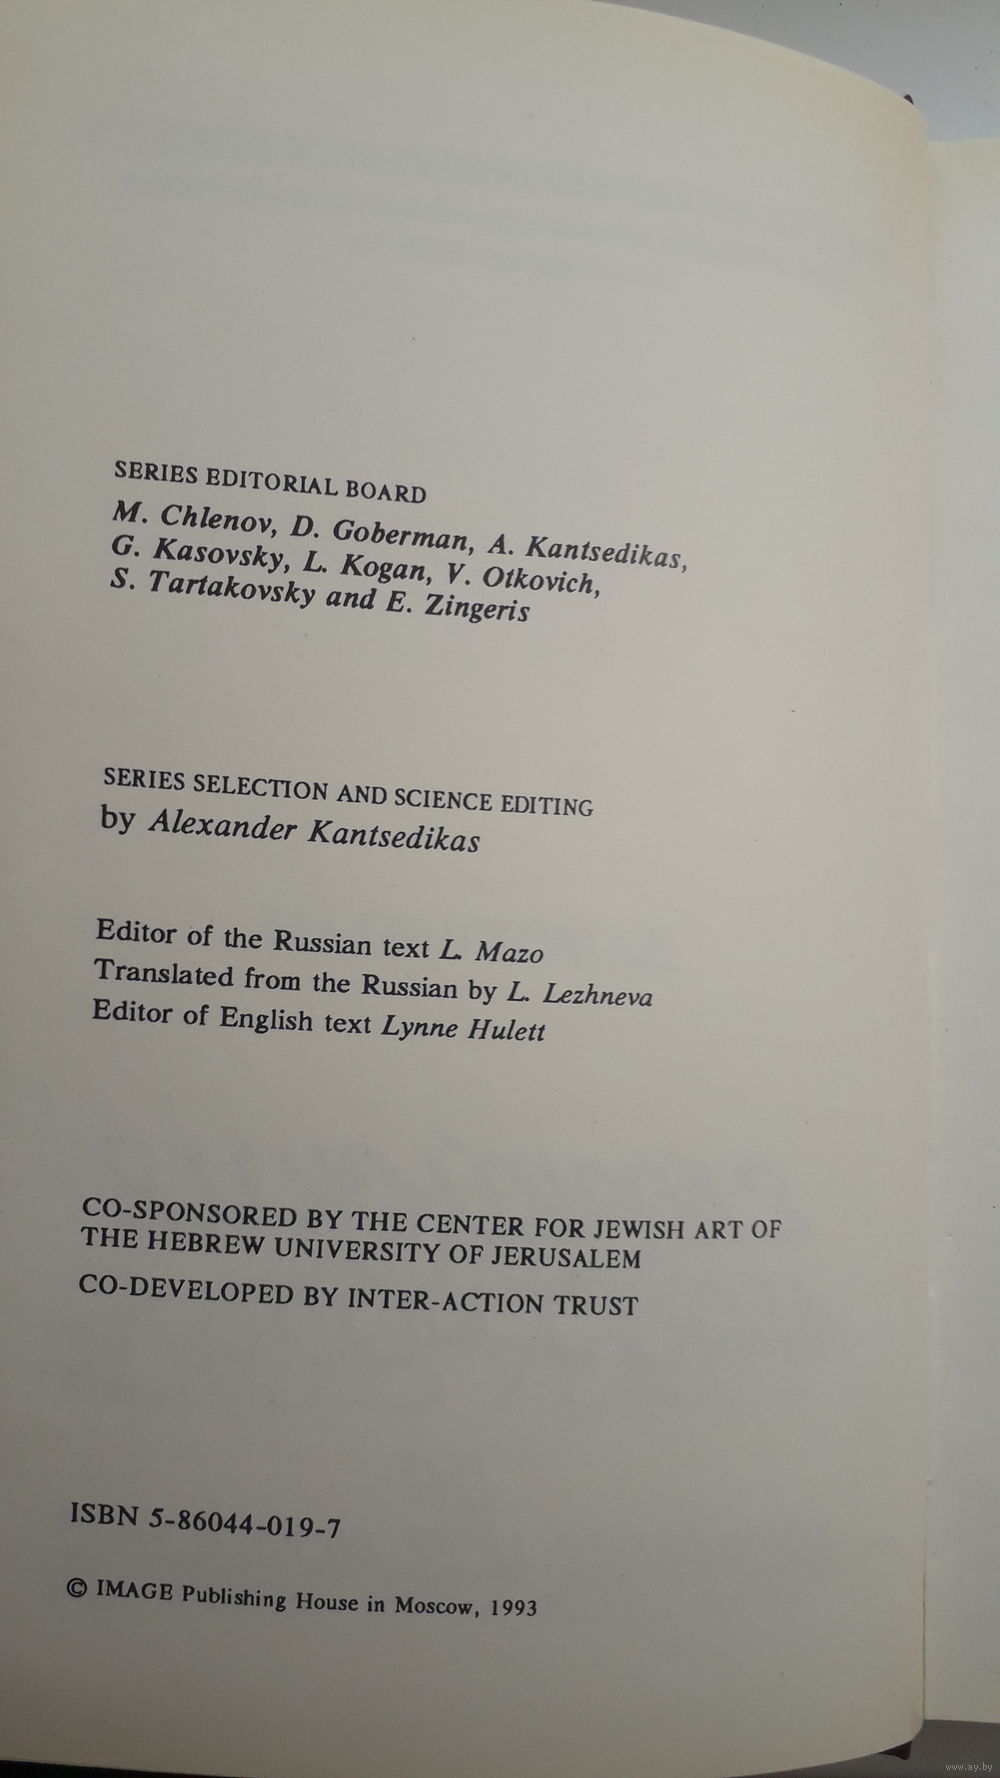 SERIES EDITORIAL BOARD
M. Chlenov, D. Goberman, A. Kantsedikas,
G. Kasovsky, L. Kogan, V. Otkovich,
S. Tartakovsky and E. Zingeris
SERIES SELECTION AND SCIENCE EDITING
by Alexander Kantsedikas
Editor of the Russian text L. Mazo
Translated from the Russian by L. Lezhneva
Editor of English text Lynne Hulett
CO-SPONSORED BY THE CENTER FOR JEWISH ART OF
THE HEBREW UNIVERSITY OF JERUSALEM
CO-DEVELOPED BY INTER-ACTION TRUST
ISBN 5-86044-019-7
© IMAGE Publishing House in Moscow, 1993
www.ay.by